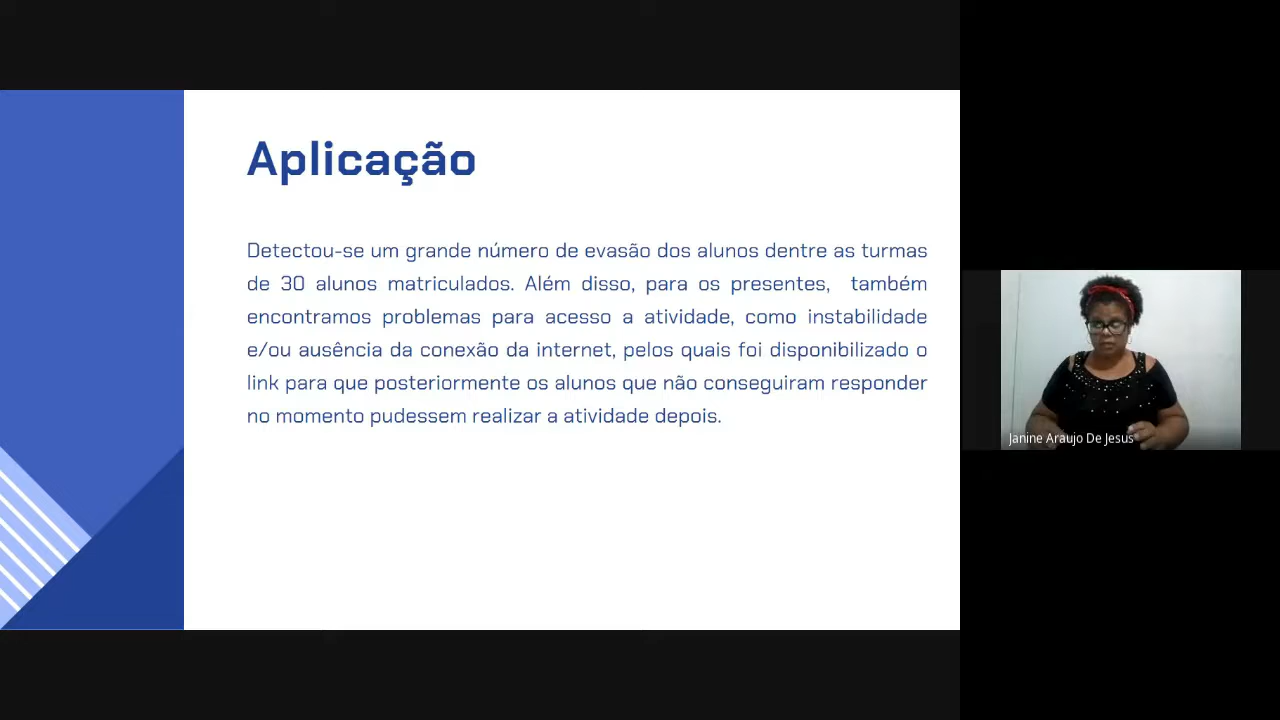 Aplicação
Detectou-se um grande número de evasão dos alunos dentre as turmas
de 30 alunos matriculados. Além disso, para os presentes, também
encontramos problemas para acesso a atividade, como instabilidade
e/ou ausência da conexão da internet, pelos quais foi disponibilizado o
link para que posteriormente os alunos que não conseguiram responder
no momento pudessem realizar a atividade depois.
Janine Araujo De Jesus